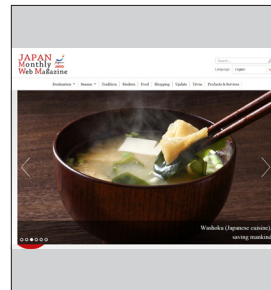 JAPAN
Monthly
Web Magazine
Search...
Language: English
Destination Season Tradition Modern Food Shopping Update Trivia Products & Services
Washoku (Japanese cuisine),
saving mankind